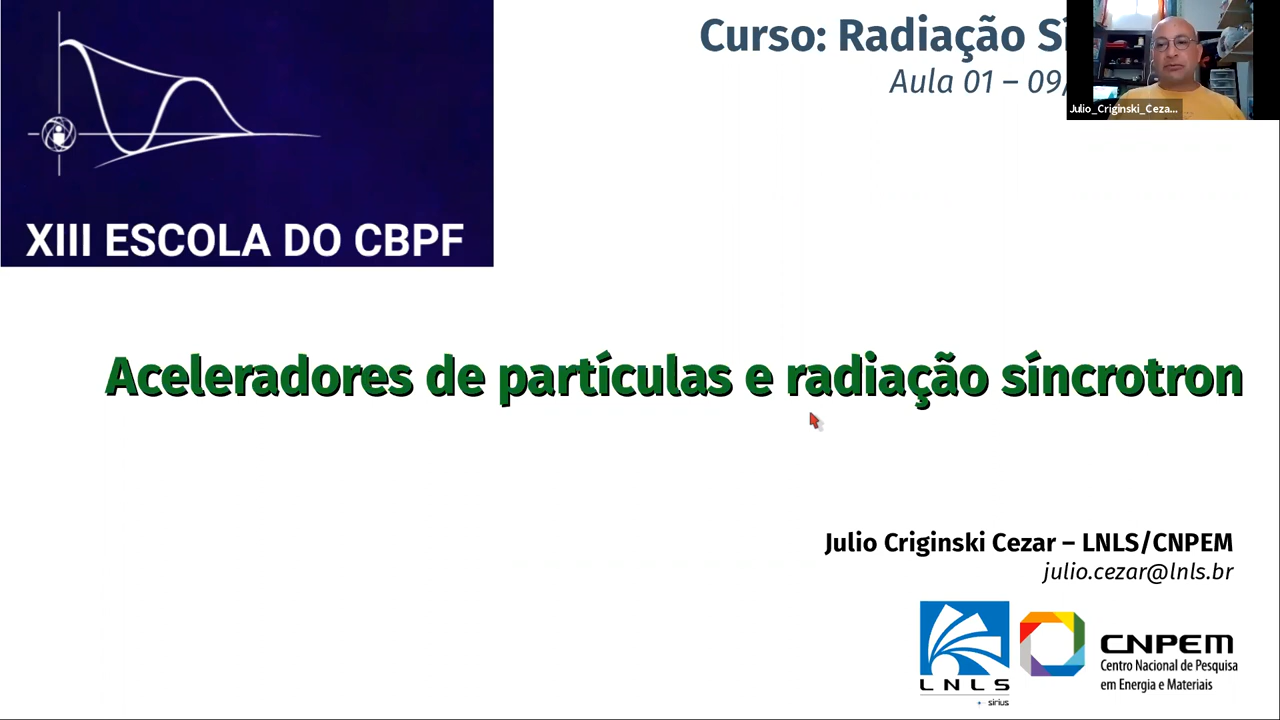 Curso: Radiação Sí
Aula 01 – 09/
Julio_Criginski_Ceza...
XIII ESCOLA DO CBPF
Aceleradores de partículas e radiação síncrotron
Julio Criginski Cezar – LNLS/CNPEM
julio.cezar@lnls.br
LNLS
sirius
CNPEM
Centro Nacional de Pesquisa
em Energia e Materiais